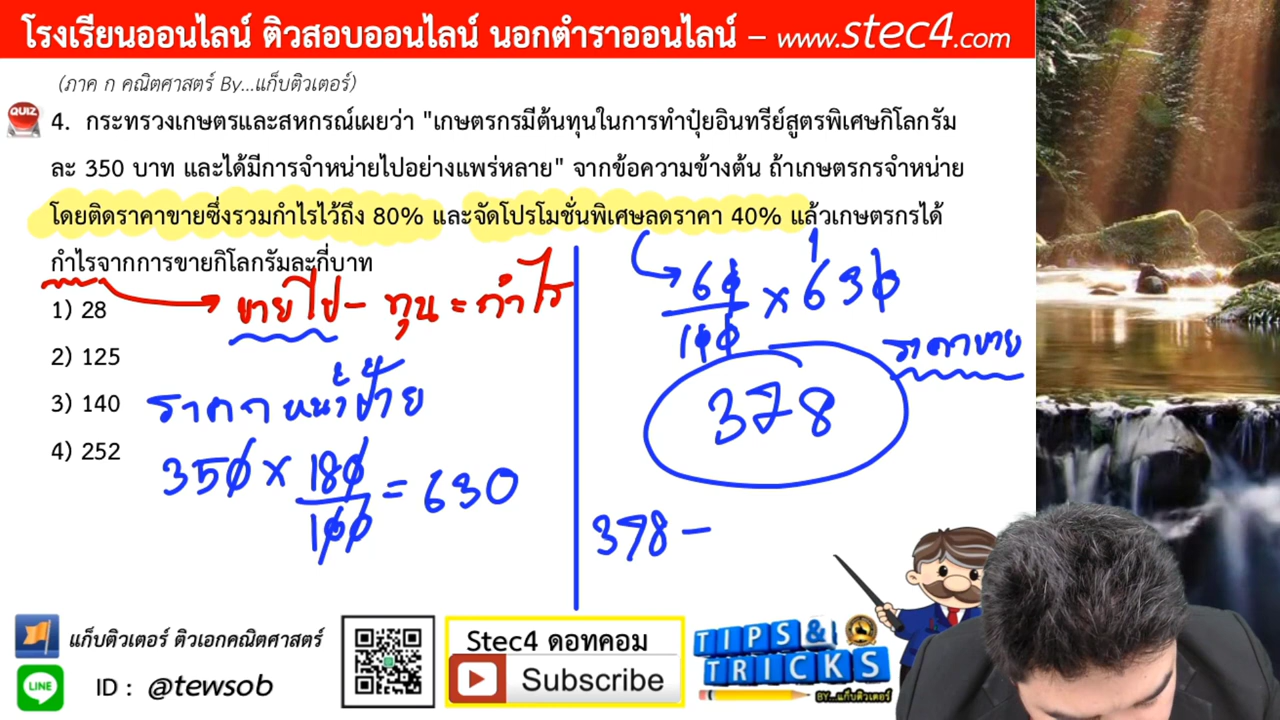 โรงเรียนออนไลน์ ติวสอบออนไลน์ นอกตำราออนไลน์ – www.stec4.com
(ภาค ก คณิตศาสตร์ By...แก็บติวเตอร์)
QUIZ
4. กระทรวงเกษตรและสหกรณ์เผยว่า "เกษตรกรมีต้นทุนในการทำปุ๋ยอินทรีย์สูตรพิเศษกิโลกรัม
ละ 350 บาท และได้มีการจำหน่ายไปอย่างแพร่หลาย" จากข้อความข้างต้น ถ้าเกษตรกรจำหน่าย
โดยติดราคาขายซึ่งรวมกำไรไว้ถึง 80% และจัดโปรโมชั่นพิเศษลดราคา 40% แล้วเกษตรกรได้
กำไรจากการขายกิโลกรัมละกี่บาท
1) 28
2) 125
3) 140
4) 252
ขายไป - ทุน = กำไร
ราคาหน้าป้าย
350 × 180/100 = 630
60/100 × 630
ราคาขาย
378
378 –
แก็บติวเตอร์ ติวเอกคณิตศาสตร์
LINE
ID : @tewsob
Stec4 ดอทคอม
Subscribe
TIPS &
TRICKS
BY...แก็บติวเตอร์